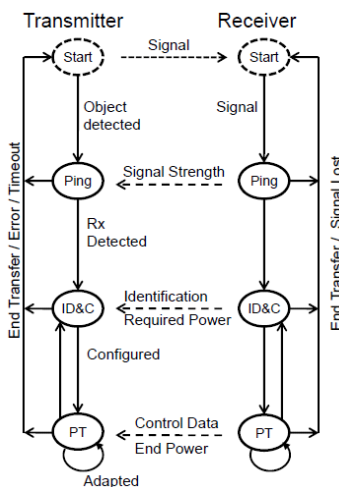 Transmitter
Receiver
Start
Signal
Start
Object
detected
Signal
Ping
Signal Strength
Ping
Rx
Detected
ID&C
Identification
Required Power
ID&C
Configured
PT
Control Data
End Power
PT
Adapted
End Transfer / Error / Timeout
End Transfer / Signal Lost